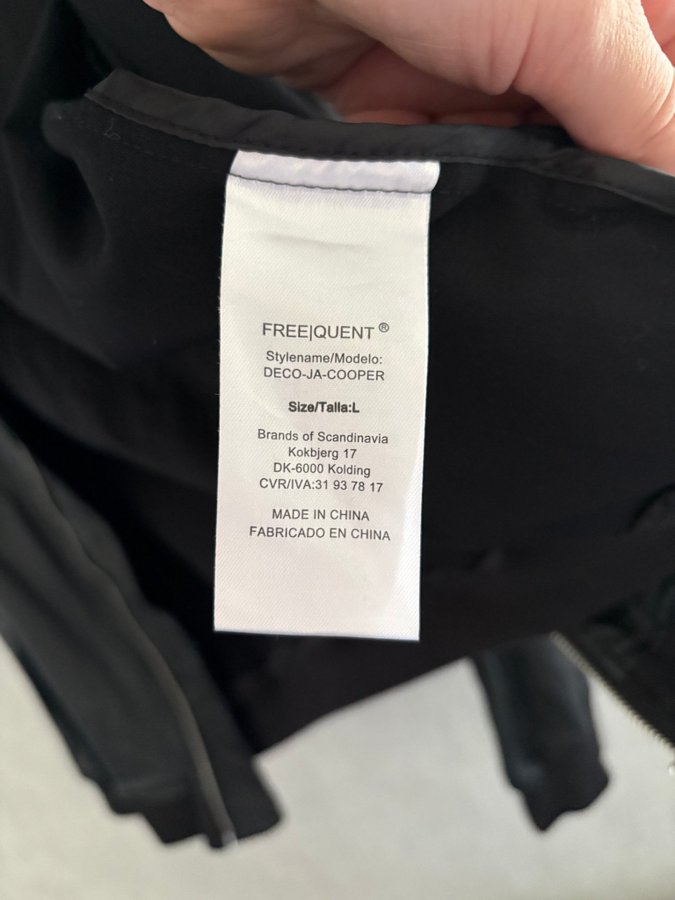 FREE|QUENT ®
Stylename/Modelo:
DECO-JA-COOPER
Size/Talla:L
Brands of Scandinavia
Kokbjerg 17
DK-6000 Kolding
CVR/IVA:31 93 78 17
MADE IN CHINA
FABRICADO EN CHINA